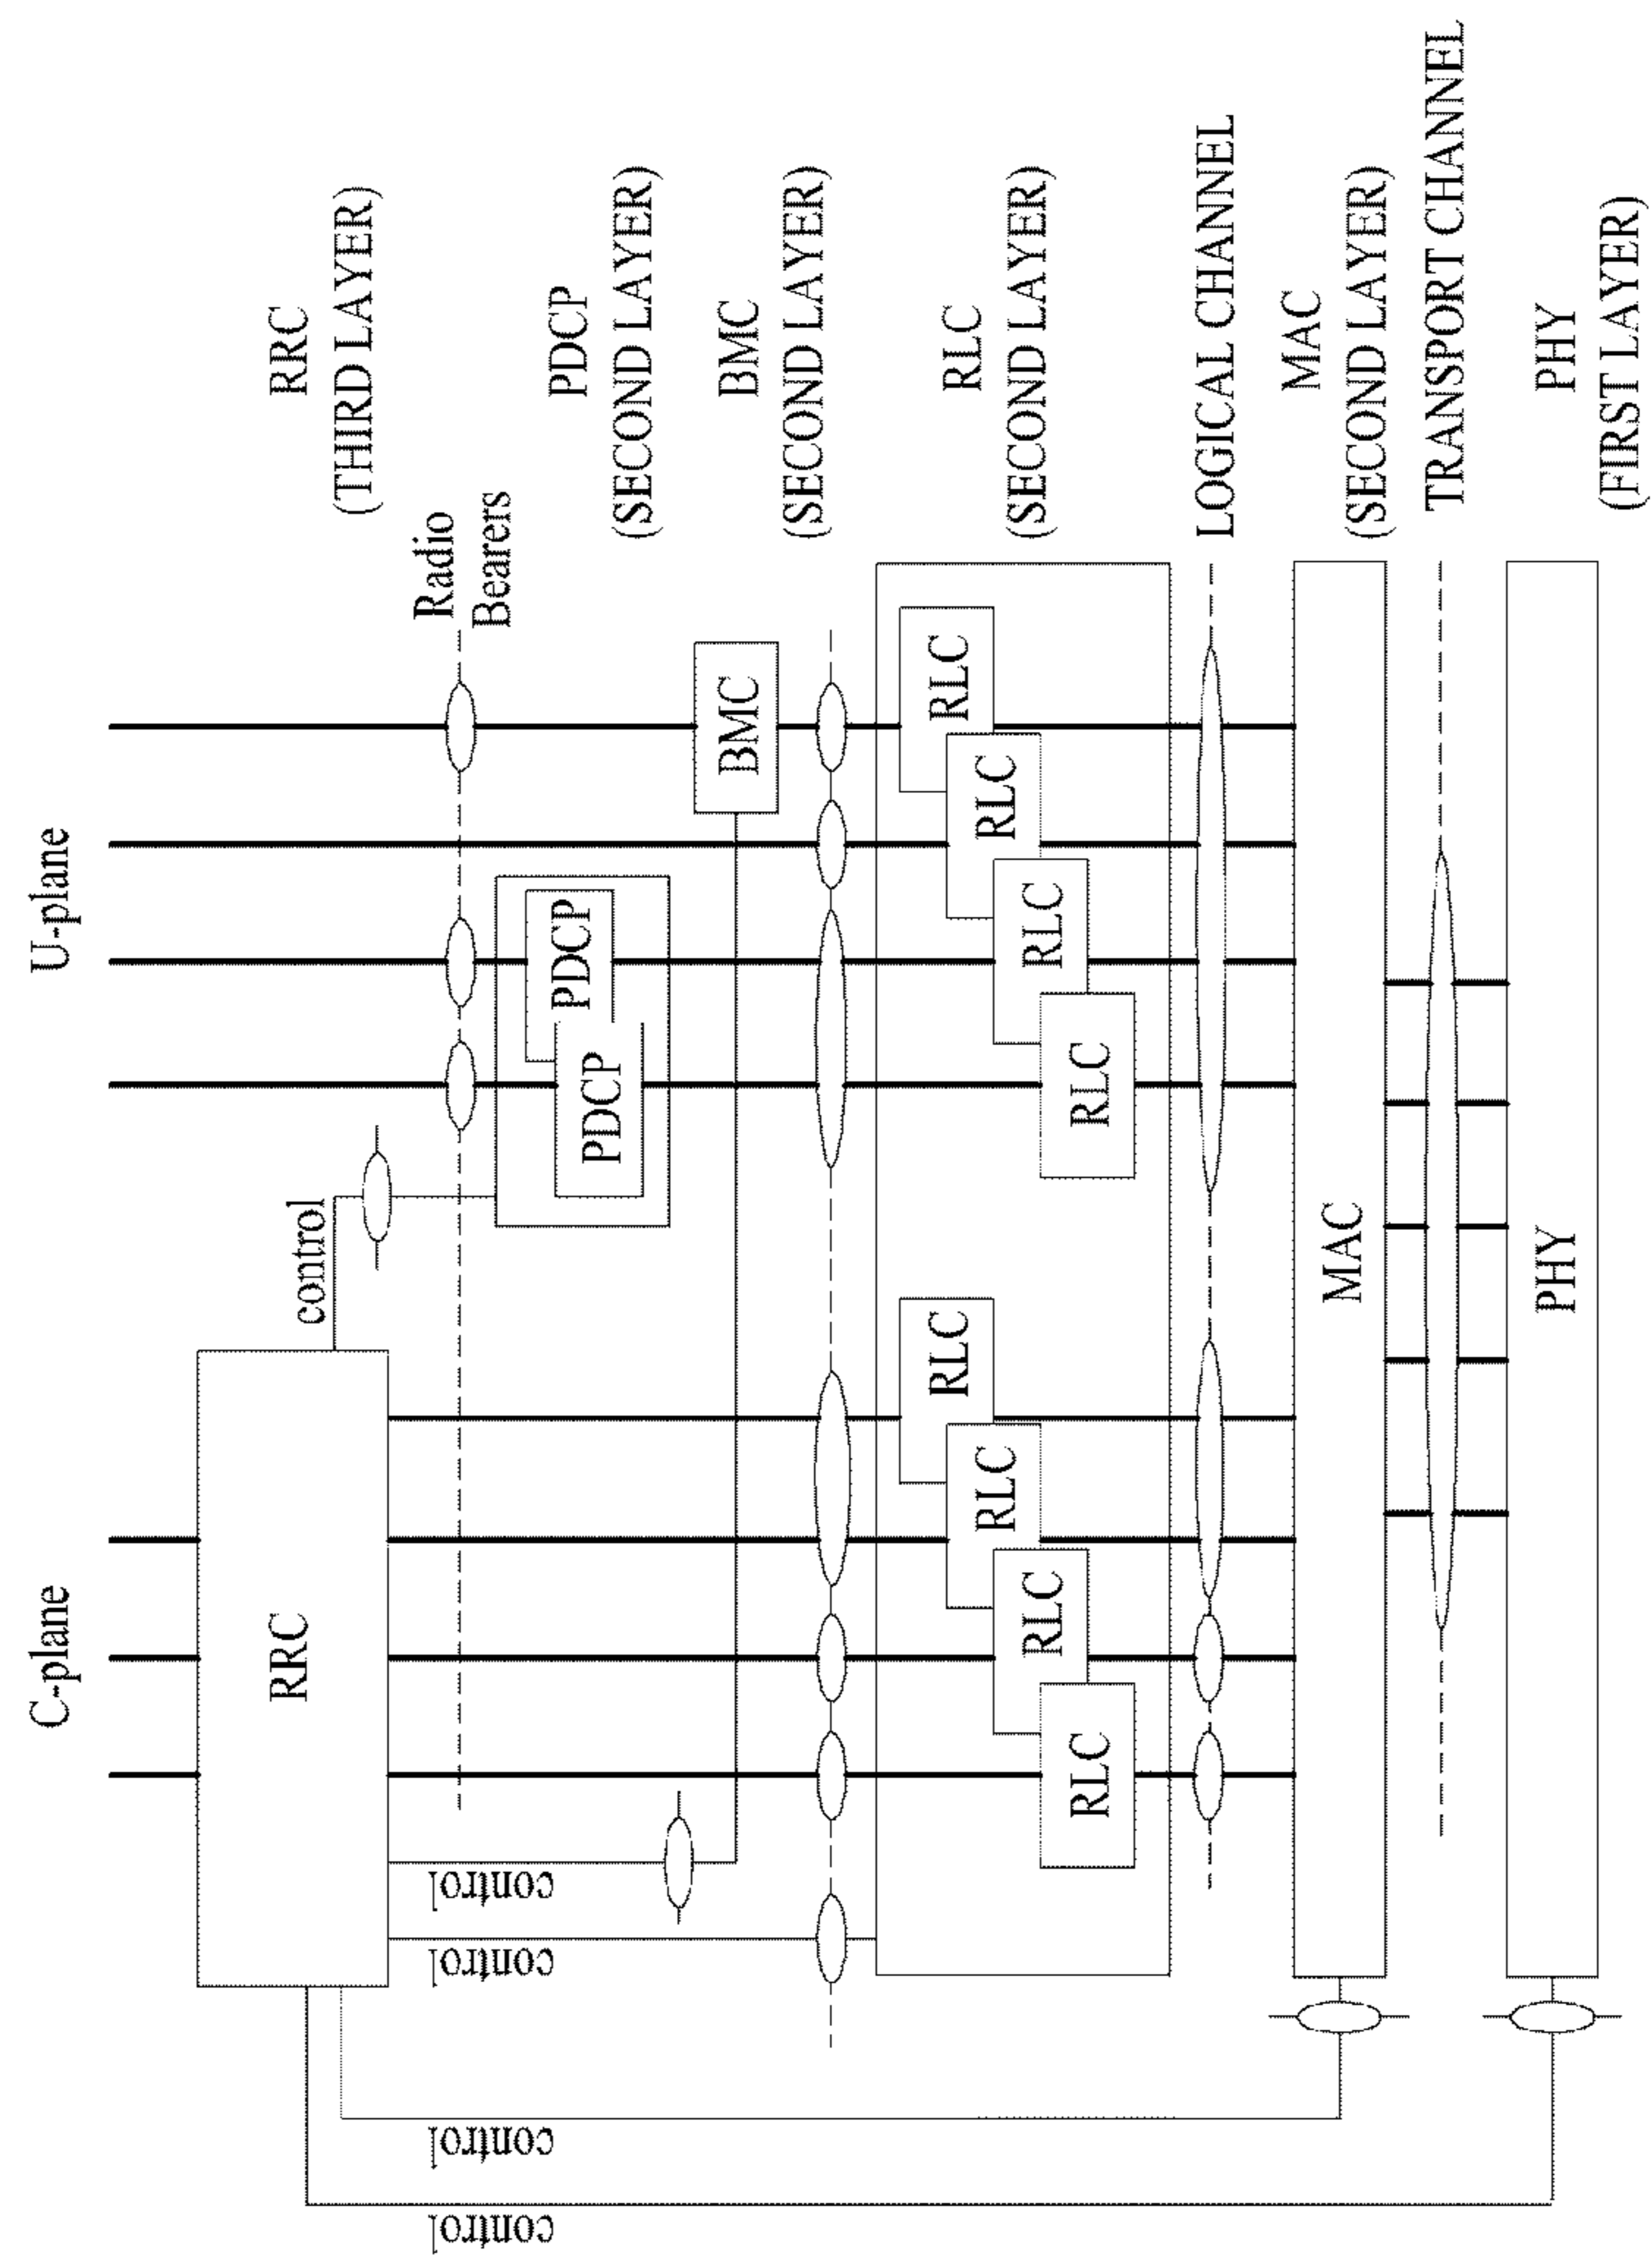 C-plane
U-plane
RRC
(THIRD LAYER)
RRC
control
Radio
Bearers
control
control
control
control
PDCP
PDCP
PDCP
(SECOND LAYER)
BMC
BMC
(SECOND LAYER)
RLC
RLC
RLC
RLC
RLC
RLC
RLC
RLC
RLC
(SECOND LAYER)
LOGICAL CHANNEL
MAC
MAC
(SECOND LAYER)
TRANSPORT CHANNEL
PHY
PHY
(FIRST LAYER)